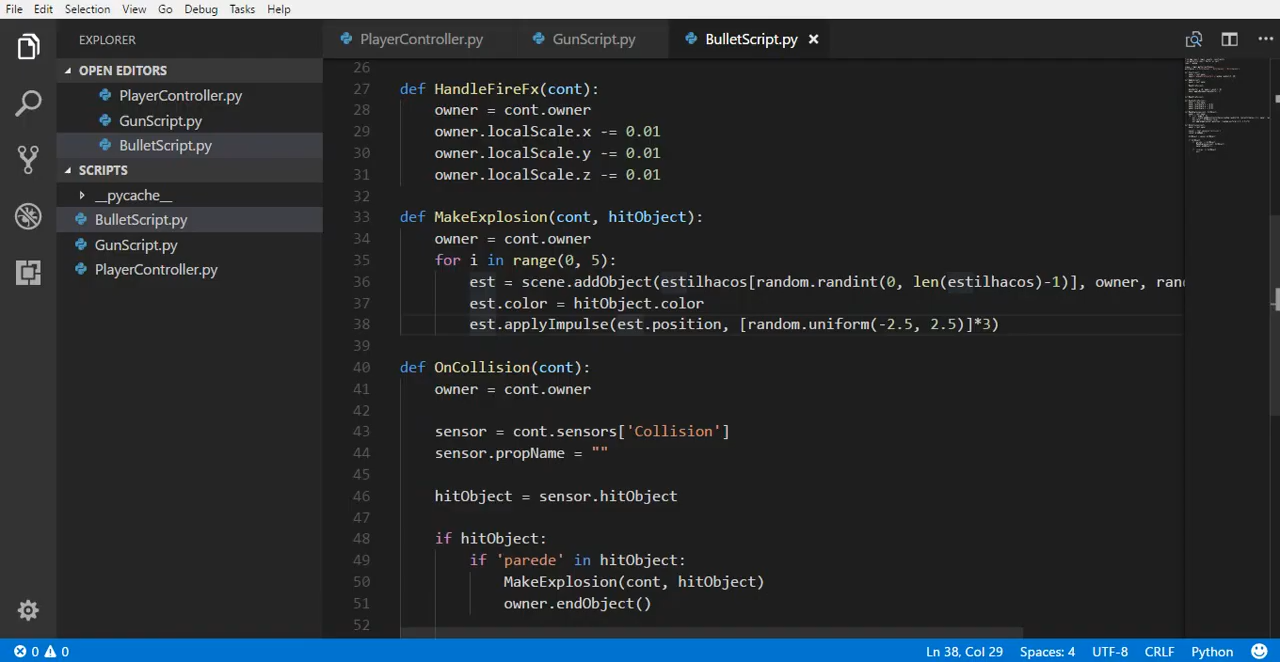 File Edit Selection View Go Debug Tasks Help
EXPLORER
OPEN EDITORS
PlayerController.py
GunScript.py
BulletScript.py
SCRIPTS
__pycache__
BulletScript.py
GunScript.py
PlayerController.py
PlayerController.py GunScript.py BulletScript.py
26
27 def HandleFireFx(cont):
28 owner = cont.owner
29 owner.localScale.x -= 0.01
30 owner.localScale.y -= 0.01
31 owner.localScale.z -= 0.01
32
33 def MakeExplosion(cont, hitObject):
34 owner = cont.owner
35 for i in range(0, 5):
36 est = scene.addObject(estilhacos[random.randint(0, len(estilhacos)-1)], owner, ran
37 est.color = hitObject.color
38 est.applyImpulse(est.position, [random.uniform(-2.5, 2.5)]*3)
39
40 def OnCollision(cont):
41 owner = cont.owner
42
43 sensor = cont.sensors['Collision']
44 sensor.propName = ""
45
46 hitObject = sensor.hitObject
47
48 if hitObject:
49 if 'parede' in hitObject:
50 MakeExplosion(cont, hitObject)
51 owner.endObject()
52
0 0 Ln 38, Col 29 Spaces: 4 UTF-8 CRLF Python